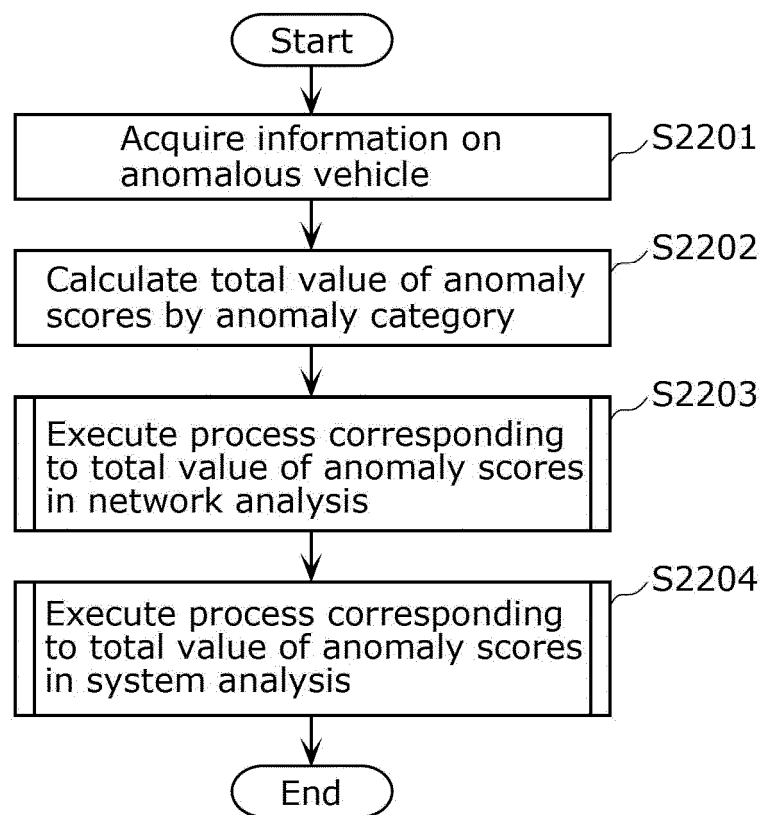 Start
Acquire information on
anomalous vehicle
S2201
Calculate total value of anomaly
scores by anomaly category
S2202
Execute process corresponding
to total value of anomaly scores
in network analysis
S2203
Execute process corresponding
to total value of anomaly scores
in system analysis
S2204
End